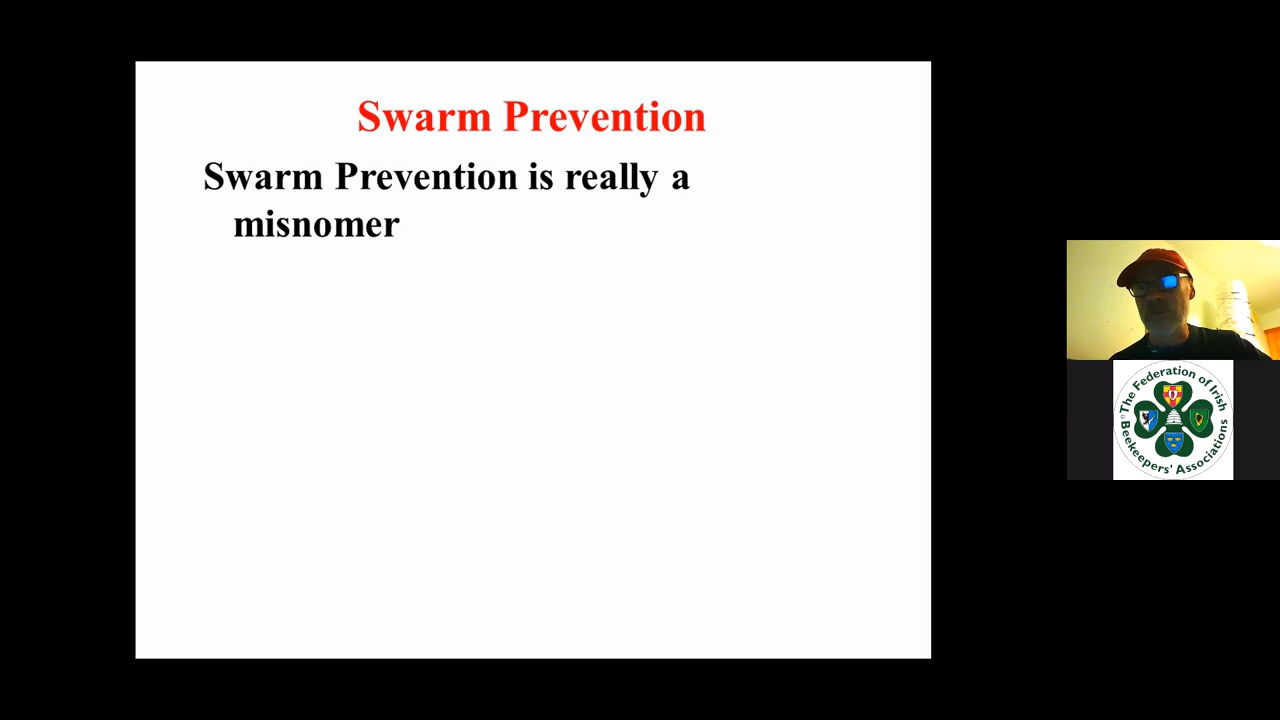 Swarm Prevention
Swarm Prevention is really a
misnomer
The Federation of Irish
Beekeepers' Associations